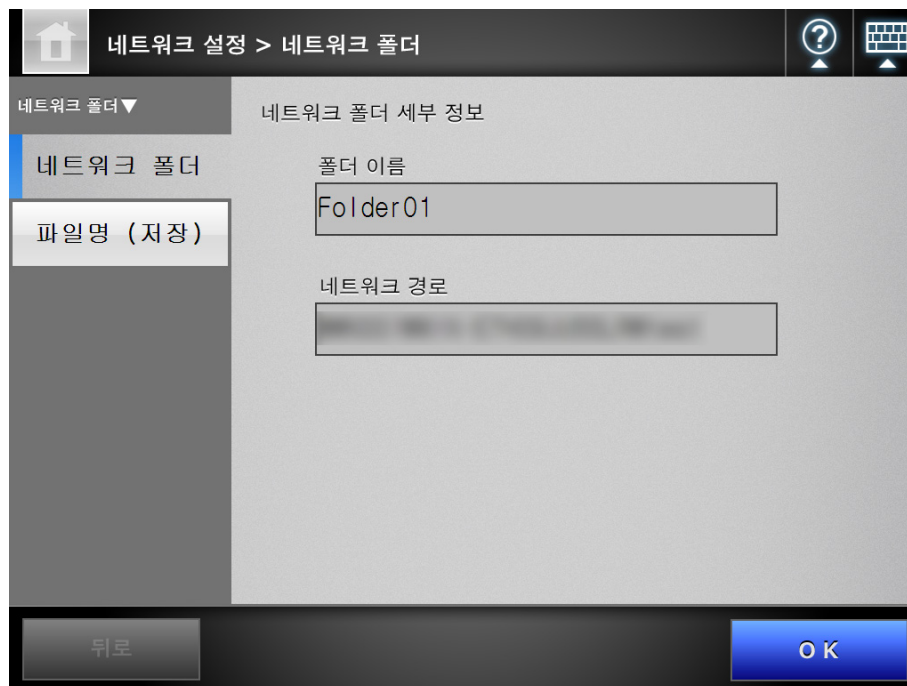 네트워크 설정 > 네트워크 폴더
?
네트워크 폴더▼
네트워크 폴더
파일명 (저장)
네트워크 폴더 세부 정보
폴더 이름
Folder01
네트워크 경로
뒤로
OK